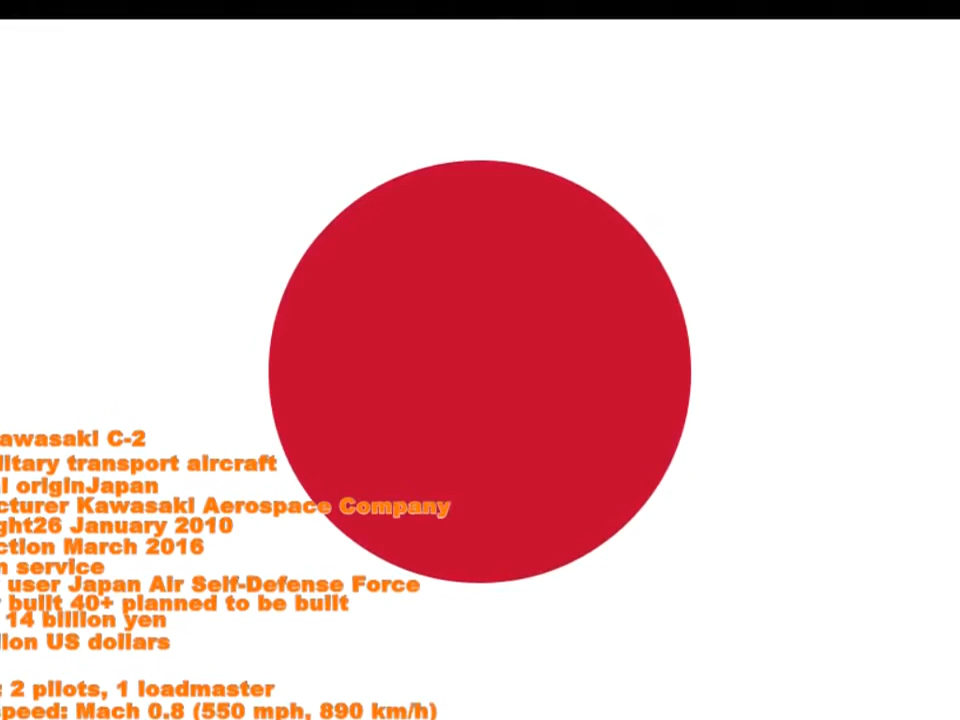 awasaki C-2
litary transport aircraft
l originJapan
cturer Kawasaki Aerospace Company
ght26 January 2010
ction March 2016
n service
user Japan Air Self-Defense Force
built 40+ planned to be built
14 billion yen
lion US dollars
: 2 pilots, 1 loadmaster
peed: Mach 0.8 (550 mph, 890 km/h)